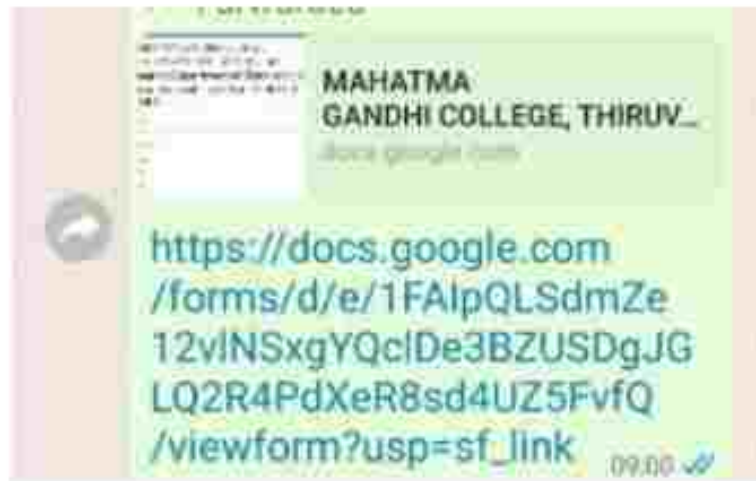 MAHATMA
GANDHI COLLEGE, THIRUV...
docs.google.com
https://docs.google.com
/forms/d/e/1FAIpQLSdmZe
12vlNSxgYQclDe3BZUSDgJG
LQ2R4PdXeR8sd4UZ5FvfQ
/viewform?usp=sf_link
09:00